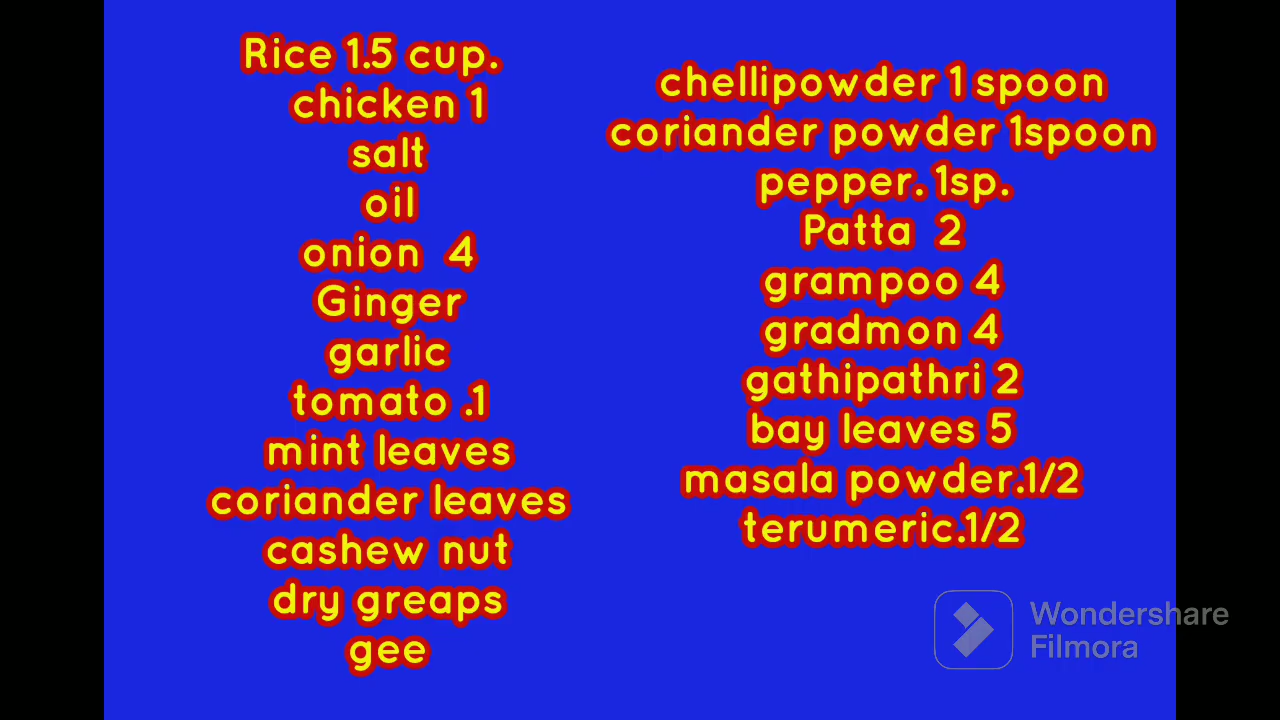 Rice 1.5 cup.
chicken 1
salt
oil
onion  4
Ginger
garlic
tomato .1
mint leaves
coriander leaves
cashew nut
dry greaps
gee
chellipowder 1 spoon
coriander powder 1spoon
pepper. 1sp.
Patta  2
grampoo 4
gradmon 4
gathipathri 2
bay leaves 5
masala powder.1/2
terumeric.1/2
Wondershare
Filmora